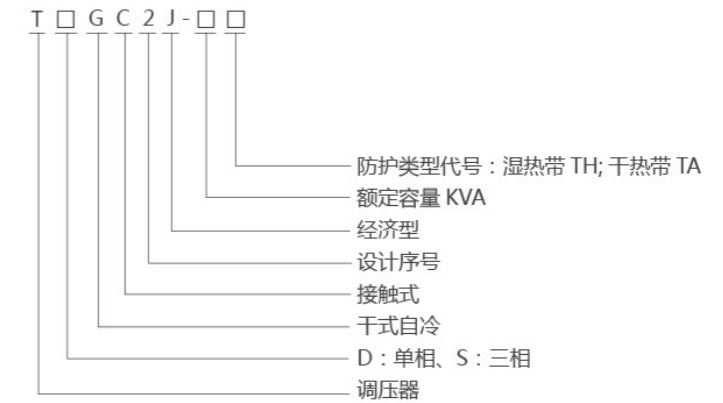 T□GC2J-□□
防护类型代号：湿热带 TH; 干热带 TA
额定容量 KVA
经济型
设计序号
接触式
干式自冷
D：单相、S：三相
调压器